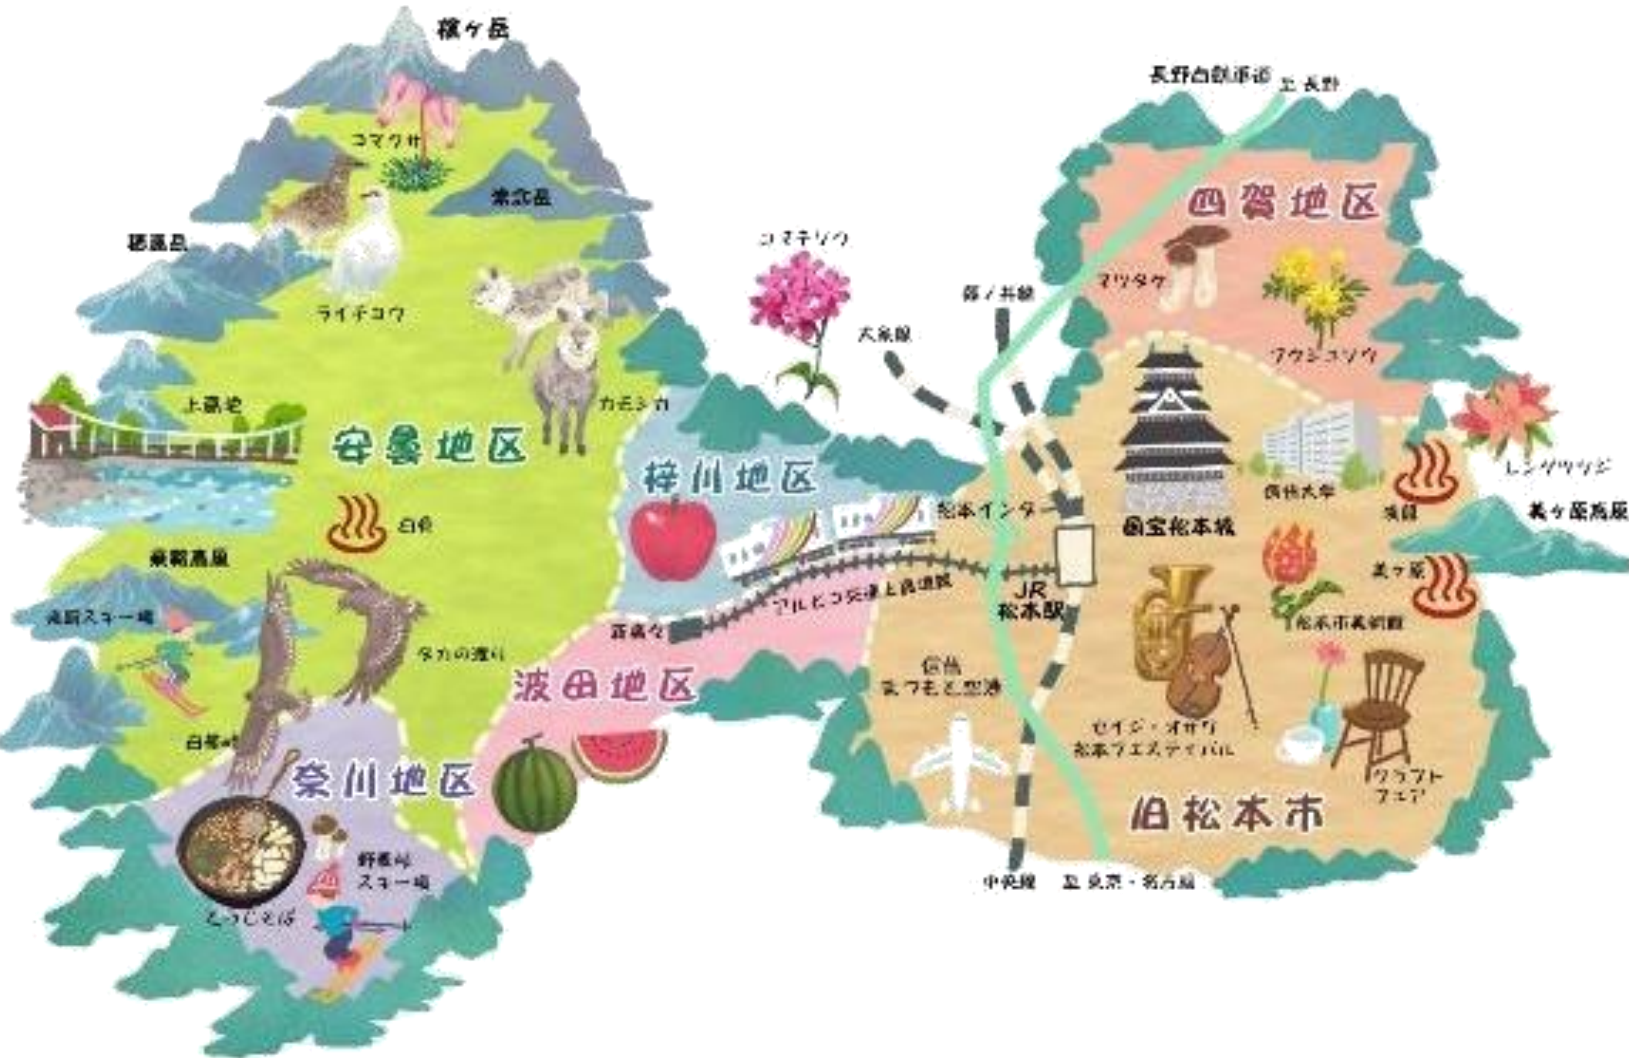 槍ヶ岳
長野自動車道 至 長野
コマクサ
常念岳
四賀地区
穂高岳
コマチソウ
マツタケ
篠ノ井線
ライチョウ
大糸線
フクジュソウ
上高地
カモシカ
安曇地区
梓川地区
レンゲツツジ
信州大学
浅間
松本インター
国宝松本城
美ヶ原高原
白骨
乗鞍高原
美ヶ原
アルピコ交通上高地線
JR
松本駅
乗鞍スキー場
新島々
松本市美術館
タカの渡り
信州
まつもと空港
波田地区
セイジ・オザワ
松本フェスティバル
白樺峠
奈川地区
クラフト
フェア
旧松本市
野麦峠
スキー場
中央線
至 東京・名古屋
とうじそば